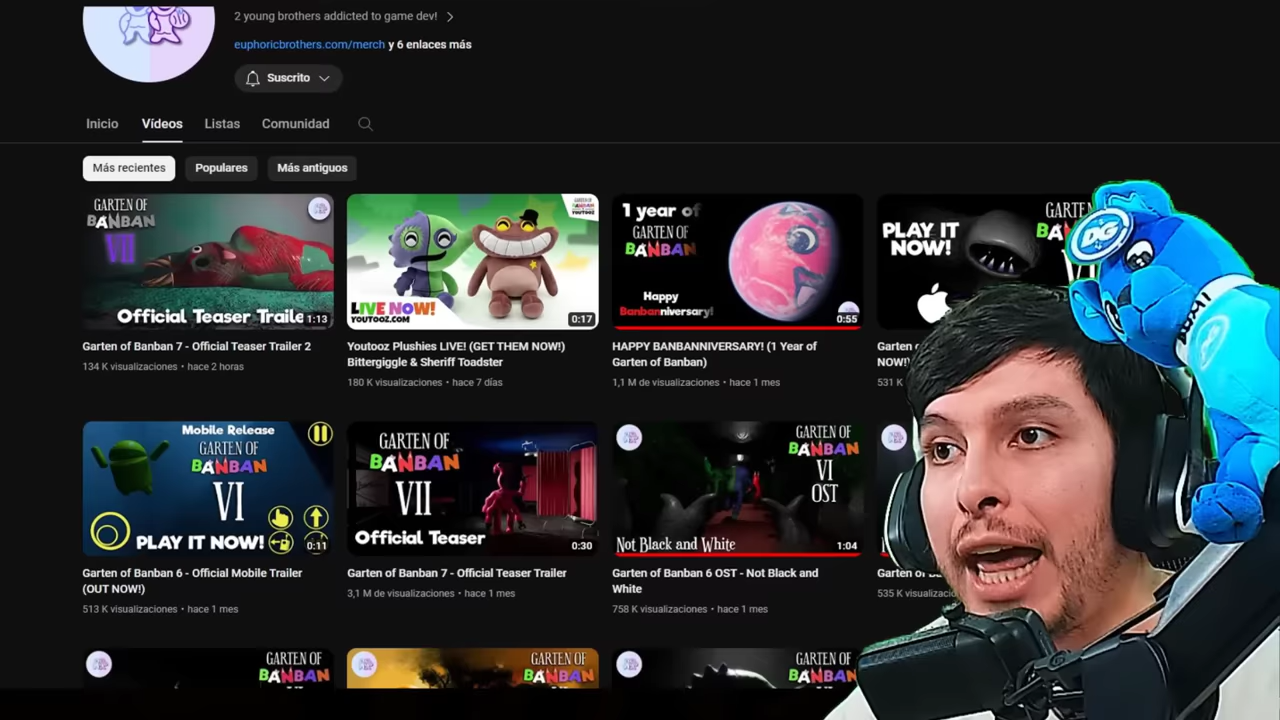 2 young brothers addicted to game dev!
euphoricbrothers.com/merch y 6 enlaces más
Suscrito
Inicio Vídeos Listas Comunidad
Más recientes Populares Más antiguos
GARTEN OF
BANBAN
VII
Official Teaser Traile
1:13
GARTEN OF
BANBAN
YOUTOOZ
LIVE NOW!
YOUTOOZ.COM
0:17
1 year of
GARTEN OF
BANBAN
Happy
Banbanniversary!
0:55
PLAY IT
NOW!
DG
Garten of Banban 7 - Official Teaser Trailer 2
134 K visualizaciones • hace 2 horas
Youtooz Plushies LIVE! (GET THEM NOW!)
Bittergiggle & Sheriff Toadster
180 K visualizaciones • hace 7 días
HAPPY BANBANNIVERSARY! (1 Year of
Garten of Banban)
1,1 M de visualizaciones • hace 1 mes
531 K
Mobile Release
GARTEN OF
BANBAN
VI
PLAY IT NOW!
0:11
GARTEN OF
BANBAN
VII
Official Teaser
0:30
GARTEN OF
BANBAN
VI
OST
Not Black and White
1:04
Garten of Banban 6 - Official Mobile Trailer
(OUT NOW!)
513 K visualizaciones • hace 1 mes
Garten of Banban 7 - Official Teaser Trailer
3,1 M de visualizaciones • hace 1 mes
Garten of Banban 6 OST - Not Black and
White
758 K visualizaciones • hace 1 mes
535 K
GARTEN OF
BANBAN
GARTEN OF
BANBAN
GARTEN OF
BANBAN